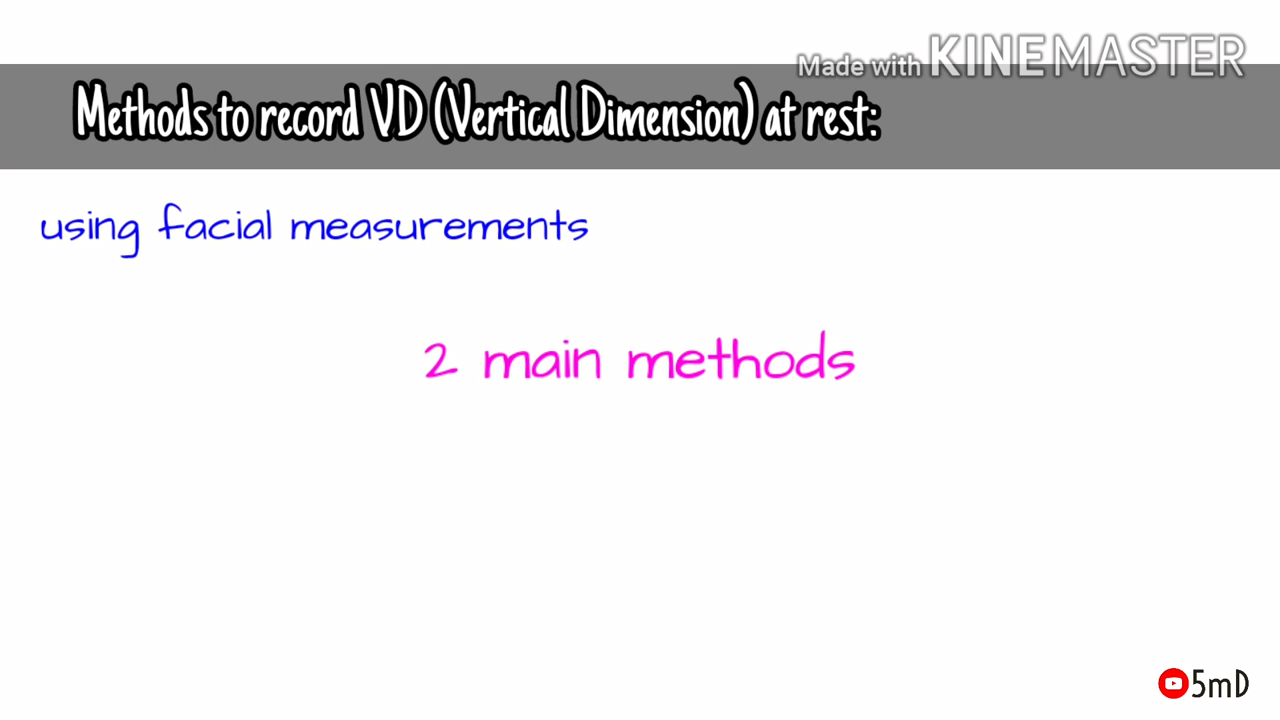 Made with KINEMASTER
Methods to record VD (Vertical Dimension) at rest:
using facial measurements
2 main methods
5mD